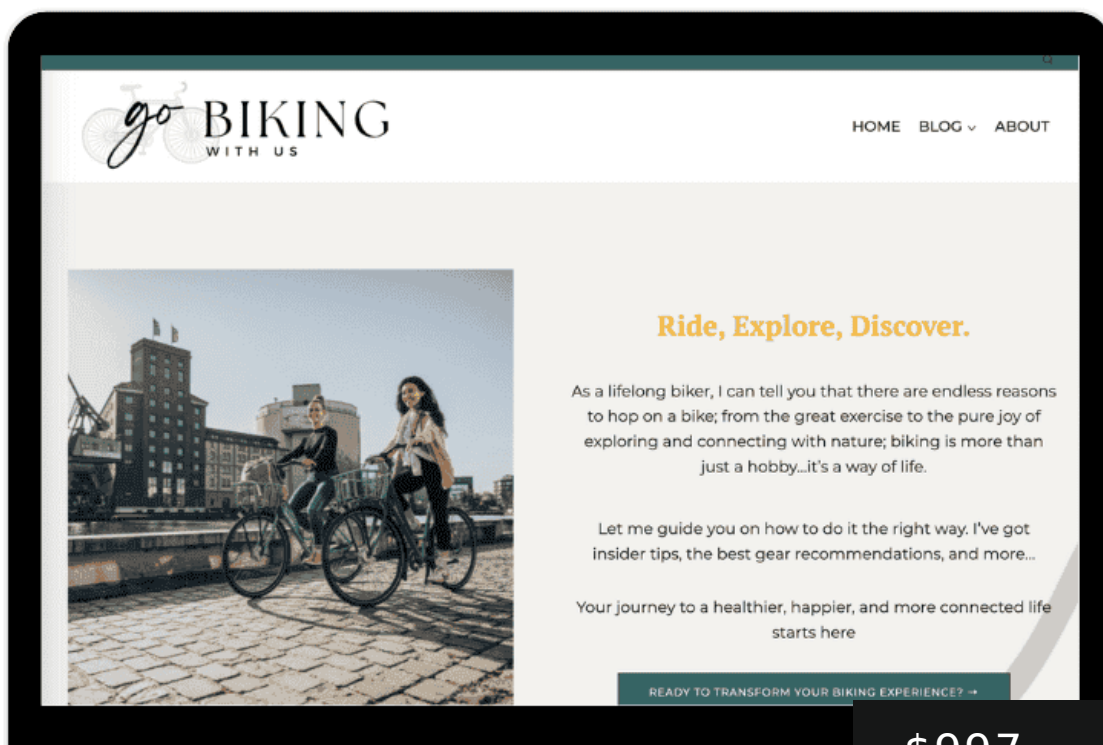 go BIKING
WITH US
HOME BLOG ABOUT
Ride, Explore, Discover.
As a lifelong biker, I can tell you that there are endless reasons
to hop on a bike; from the great exercise to the pure joy of
exploring and connecting with nature; biking is more than
just a hobby...it's a way of life.
Let me guide you on how to do it the right way. I've got
insider tips, the best gear recommendations, and more...
Your journey to a healthier, happier, and more connected life
starts here
READY TO TRANSFORM YOUR BIKING EXPERIENCE? →